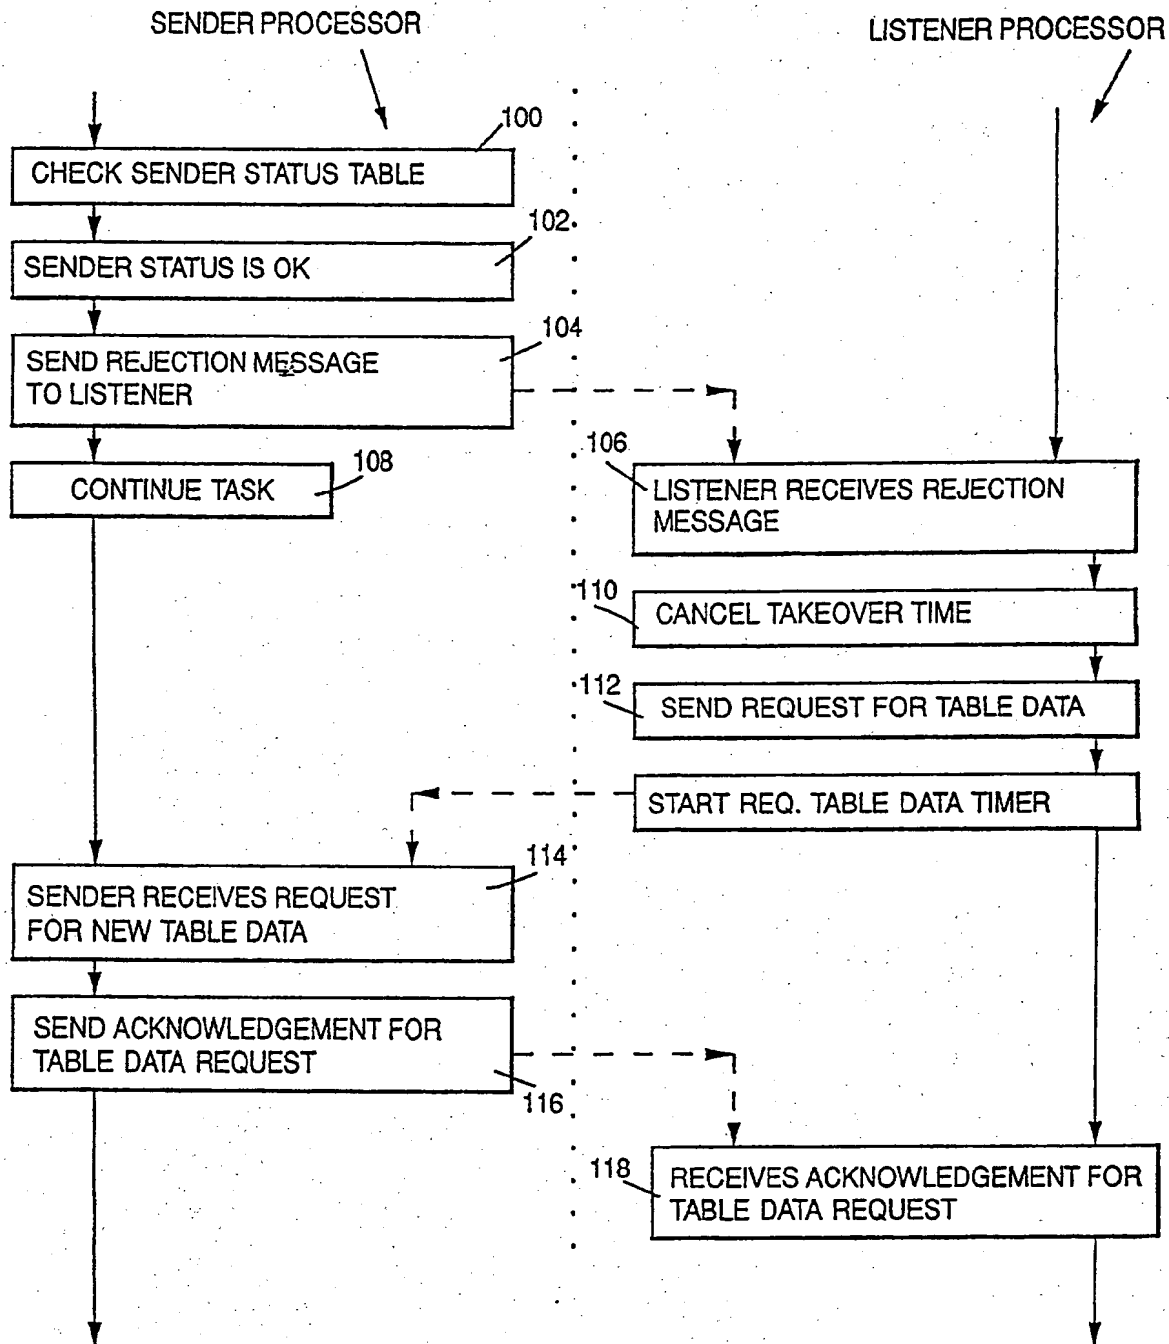 SENDER PROCESSOR
LISTENER PROCESSOR
100
CHECK SENDER STATUS TABLE
102
SENDER STATUS IS OK
104
SEND REJECTION MESSAGE
TO LISTENER
106
108
CONTINUE TASK
LISTENER RECEIVES REJECTION
MESSAGE
110
CANCEL TAKEOVER TIME
112
SEND REQUEST FOR TABLE DATA
START REQ. TABLE DATA TIMER
114
SENDER RECEIVES REQUEST
FOR NEW TABLE DATA
SEND ACKNOWLEDGEMENT FOR
TABLE DATA REQUEST
116
118
RECEIVES ACKNOWLEDGEMENT FOR
TABLE DATA REQUEST